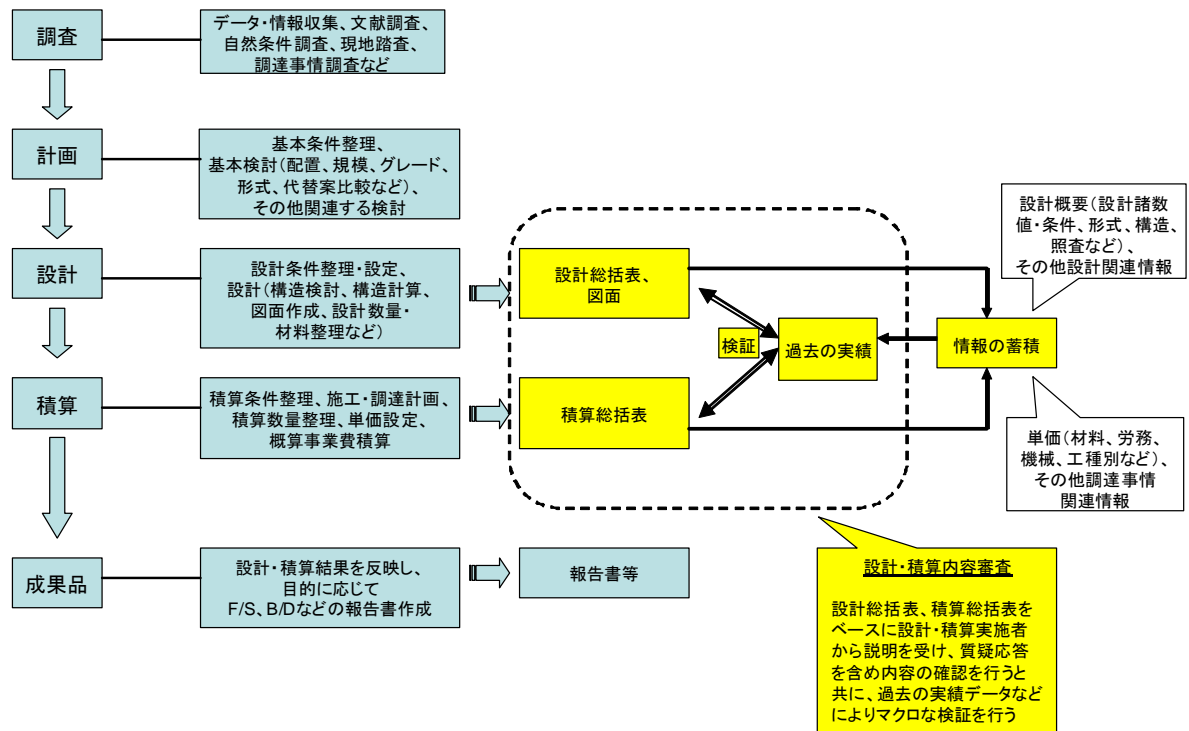 調査
データ・情報収集、文献調査、
自然条件調査、現地踏査、
調達事情調査など
計画
基本条件整理、
基本検討(配置、規模、グレード、
形式、代替案比較など)、
その他関連する検討
設計
設計条件整理・設定、
設計(構造検討、構造計算、
図面作成、設計数量・
材料整理など)
設計総括表、
図面
設計概要(設計諸数
値・条件、形式、構造、
照査など)、
その他設計関連情報
検証
過去の実績
情報の蓄積
積算
積算条件整理、施工・調達計画、
積算数量整理、単価設定、
概算事業費積算
積算総括表
単価(材料、労務、
機械、工種別など)、
その他調達事情
関連情報
成果品
設計・積算結果を反映し、
目的に応じて
F/S、B/Dなどの報告書作成
報告書等
設計・積算内容審査
設計総括表、積算総括表を
ベースに設計・積算実施者
から説明を受け、質疑応答
を含め内容の確認を行うと
共に、過去の実績データなど
によりマクロな検証を行う